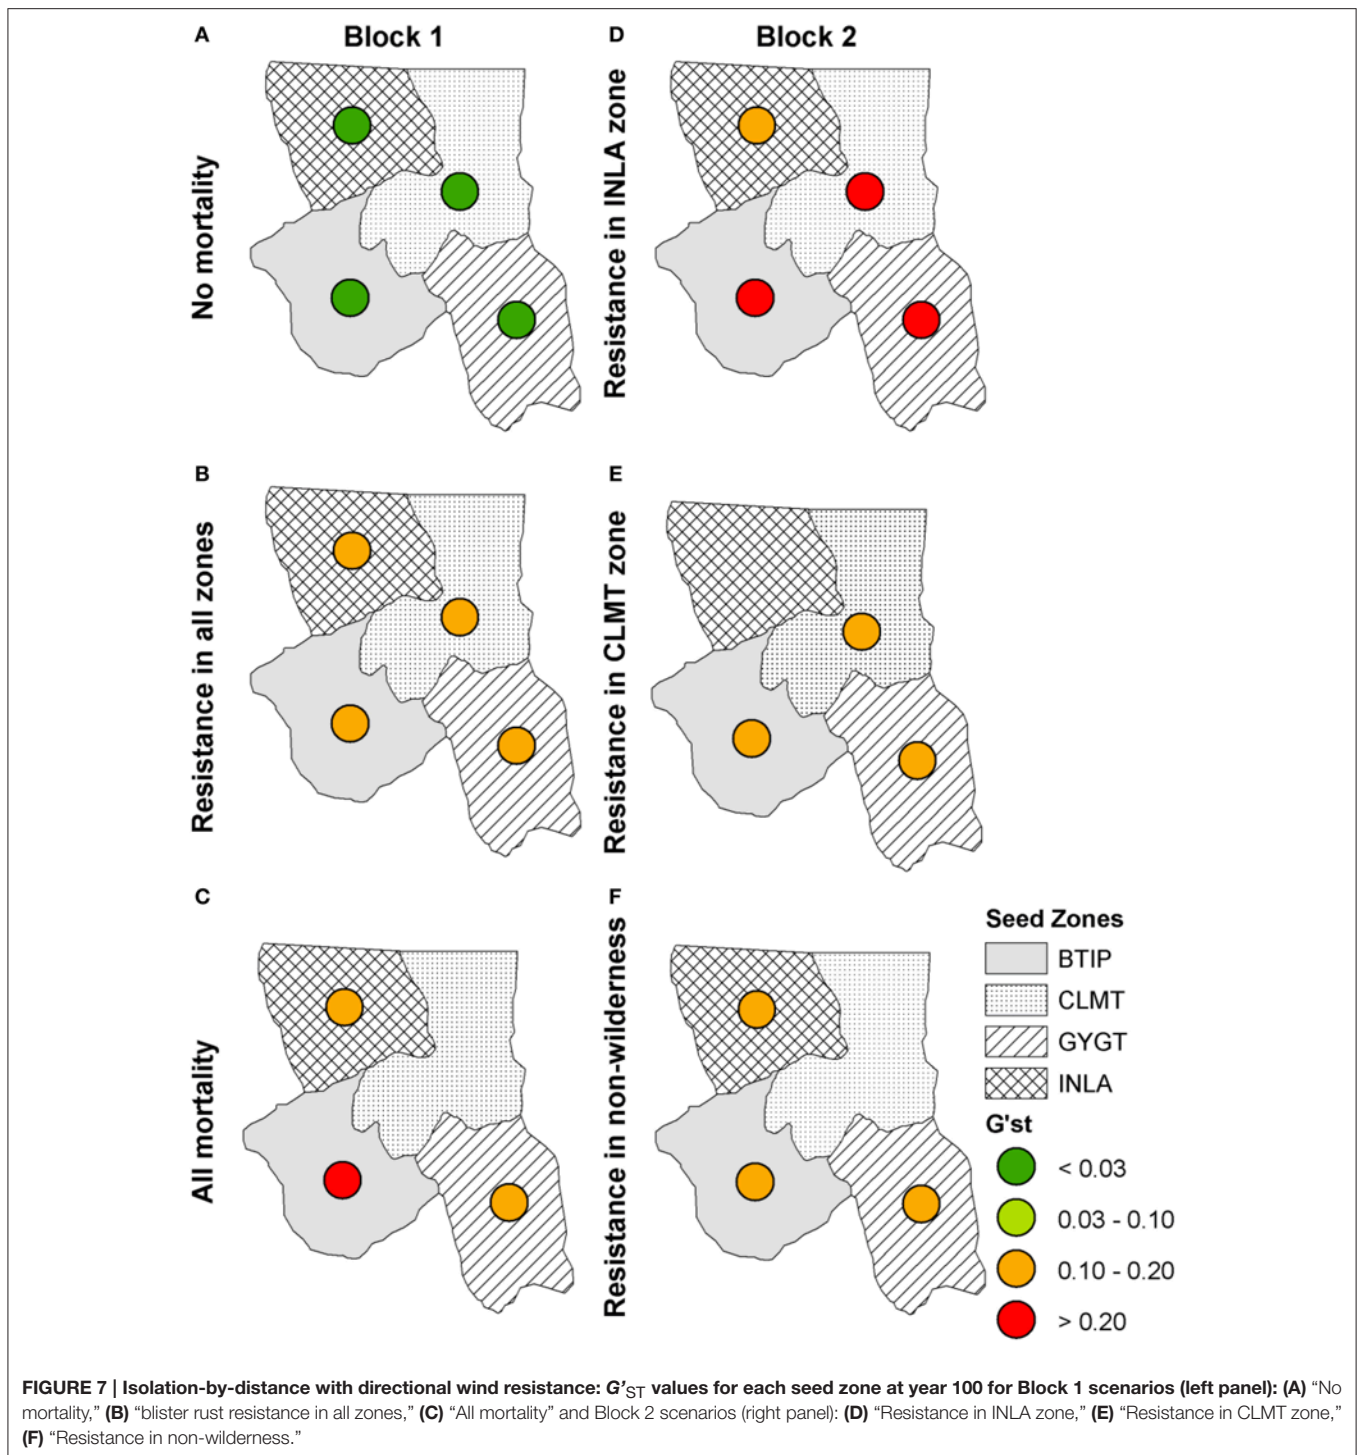 A
Block 1
No mortality
D
Block 2
Resistance in INLA zone
B
Resistance in all zones
E
Resistance in CLMT zone
C
All mortality
F
Resistance in non-wilderness
Seed Zones
BTIP
CLMT
GYGT
INLA
G'st
< 0.03
0.03 - 0.10
0.10 - 0.20
> 0.20
FIGURE 7 | Isolation-by-distance with directional wind resistance: G'ST values for each seed zone at year 100 for Block 1 scenarios (left panel): (A) “No
mortality,” (B) “blister rust resistance in all zones,” (C) “All mortality” and Block 2 scenarios (right panel): (D) “Resistance in INLA zone,” (E) “Resistance in CLMT zone,”
(F) “Resistance in non-wilderness.”